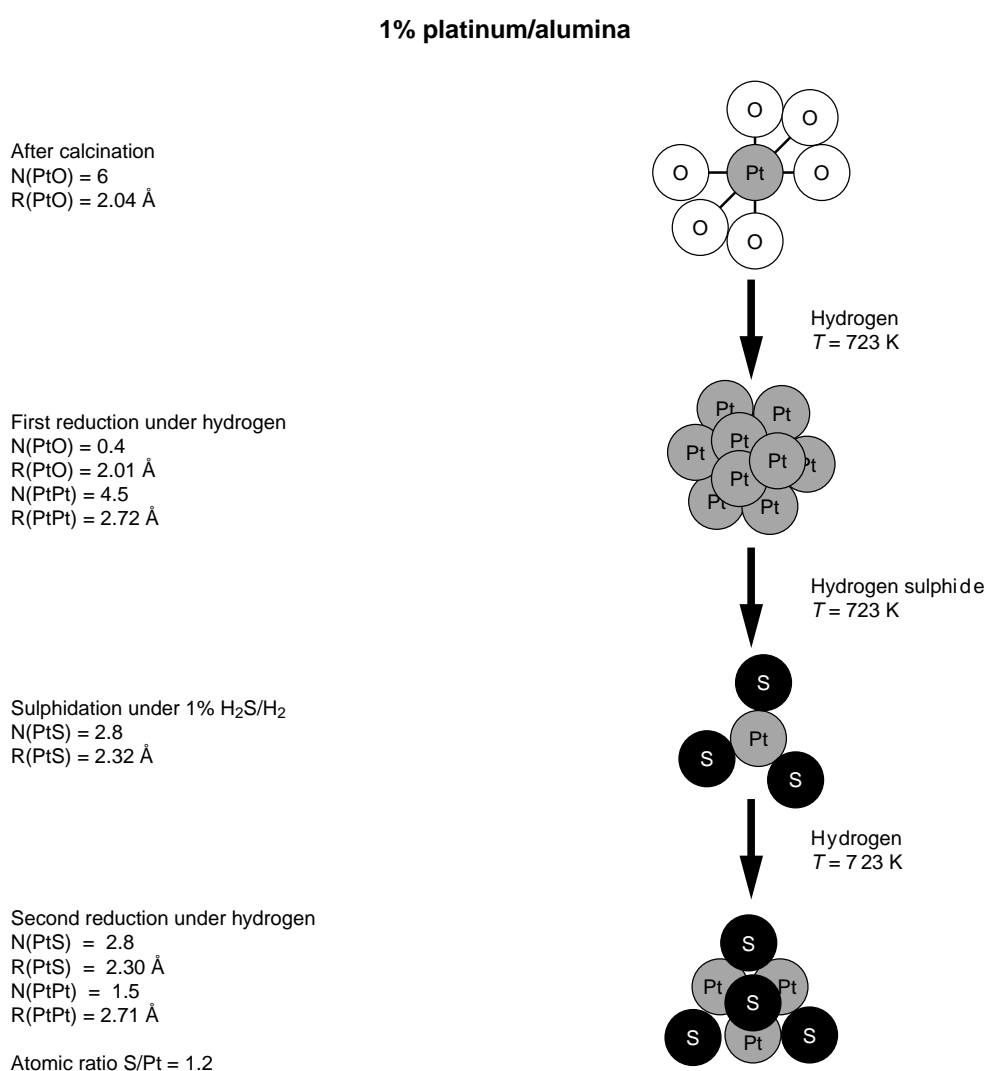 1% platinum/alumina
After calcination
N(PtO) = 6
R(PtO) = 2.04 Å
O
O
O
Pt
O
O
O
Hydrogen
T = 723 K
First reduction under hydrogen
N(PtO) = 0.4
R(PtO) = 2.01 Å
N(PtPt) = 4.5
R(PtPt) = 2.72 Å
Pt
Pt
Pt
Pt
Pt
Pt
Pt
Pt
Pt
Hydrogen sulphide
T = 723 K
Sulphidation under 1% H₂S/H₂
N(PtS) = 2.8
R(PtS) = 2.32 Å
S
Pt
S
S
Hydrogen
T = 723 K
Second reduction under hydrogen
N(PtS) = 2.8
R(PtS) = 2.30 Å
N(PtPt) = 1.5
R(PtPt) = 2.71 Å
Atomic ratio S/Pt = 1.2
S
Pt
Pt
S
S
Pt
S